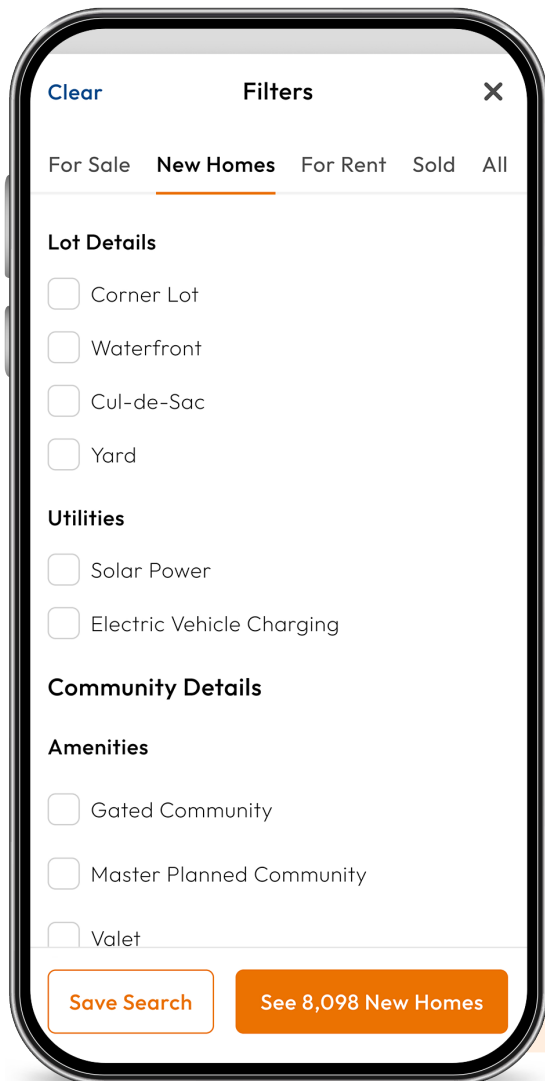 Clear Filters
For Sale New Homes For Rent Sold All
Lot Details
Corner Lot
Waterfront
Cul-de-Sac
Yard
Utilities
Solar Power
Electric Vehicle Charging
Community Details
Amenities
Gated Community
Master Planned Community
Valet
Save Search See 8,098 New Homes